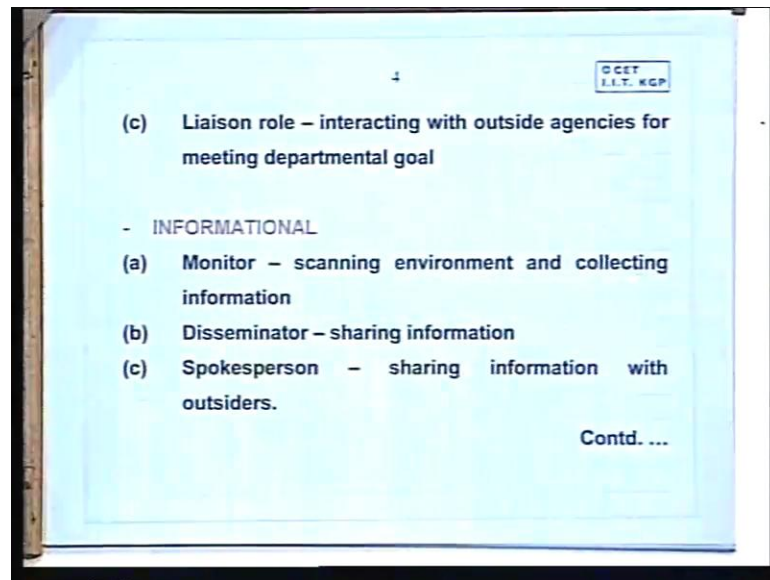 4
© CET
I.I.T. KGP
(c) Liaison role – interacting with outside agencies for
meeting departmental goal
- INFORMATIONAL
(a) Monitor – scanning environment and collecting
information
(b) Disseminator – sharing information
(c) Spokesperson – sharing information with
outsiders.
Contd. ...